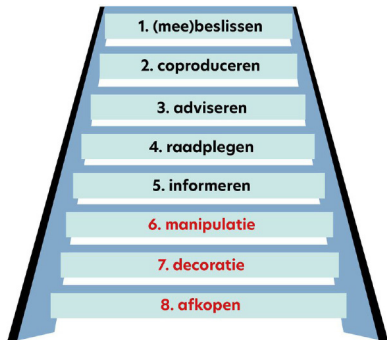 1. (mee)beslissen
2. coproduceren
3. adviseren
4. raadplegen
5. informeren
6. manipulatie
7. decoratie
8. afkopen